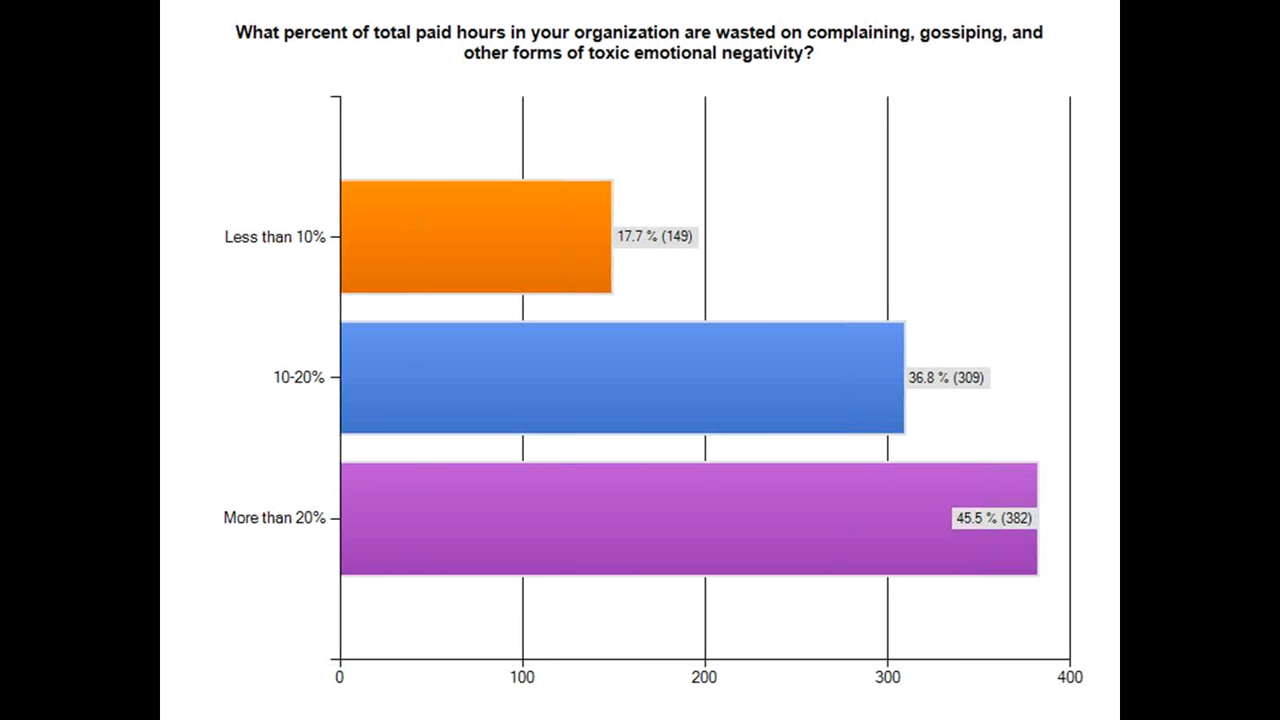 What percent of total paid hours in your organization are wasted on complaining, gossiping, and
other forms of toxic emotional negativity?
Less than 10%
17.7 % (149)
10-20%
36.8 % (309)
More than 20%
45.5 % (382)
0
100
200
300
400